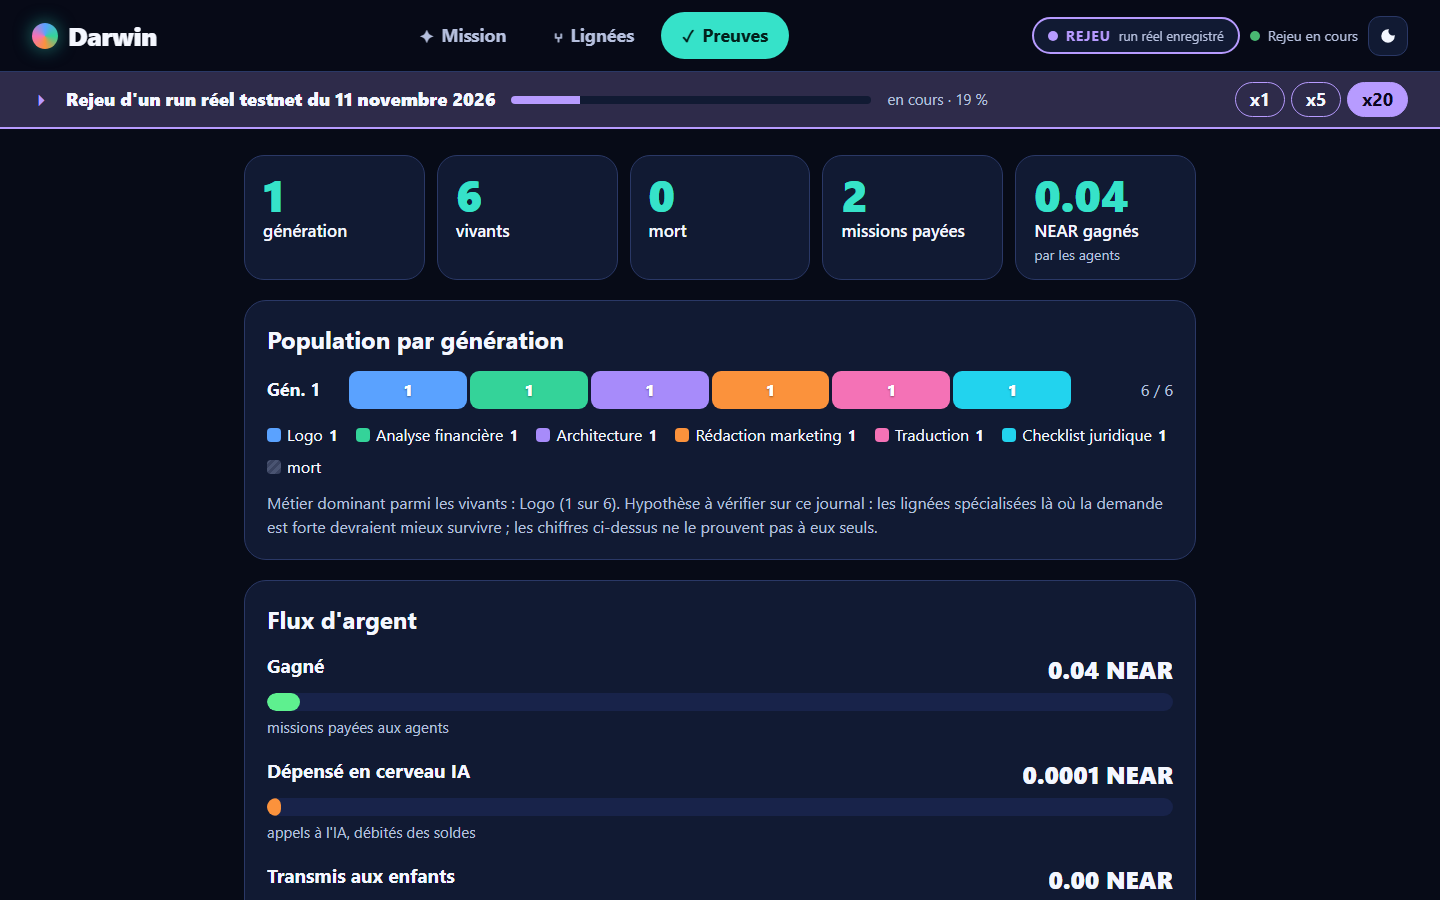 Darwin
✦ Mission
Lignées
✓ Preuves
REJEU run réel enregistré
Rejeu en cours
Rejeu d'un run réel testnet du 11 novembre 2026
en cours · 19 %
x1
x5
x20
1
génération
6
vivants
0
mort
2
missions payées
0.04
NEAR gagnés
par les agents
Population par génération
Gén. 1
1
1
1
1
1
1
6 / 6
Logo 1
Analyse financière 1
Architecture 1
Rédaction marketing 1
Traduction 1
Checklist juridique 1
mort
Métier dominant parmi les vivants : Logo (1 sur 6). Hypothèse à vérifier sur ce journal : les lignées spécialisées là où la demande
est forte devraient mieux survivre ; les chiffres ci-dessus ne le prouvent pas à eux seuls.
Flux d'argent
Gagné
0.04 NEAR
missions payées aux agents
Dépensé en cerveau IA
0.0001 NEAR
appels à l'IA, débités des soldes
Transmis aux enfants
0.00 NEAR